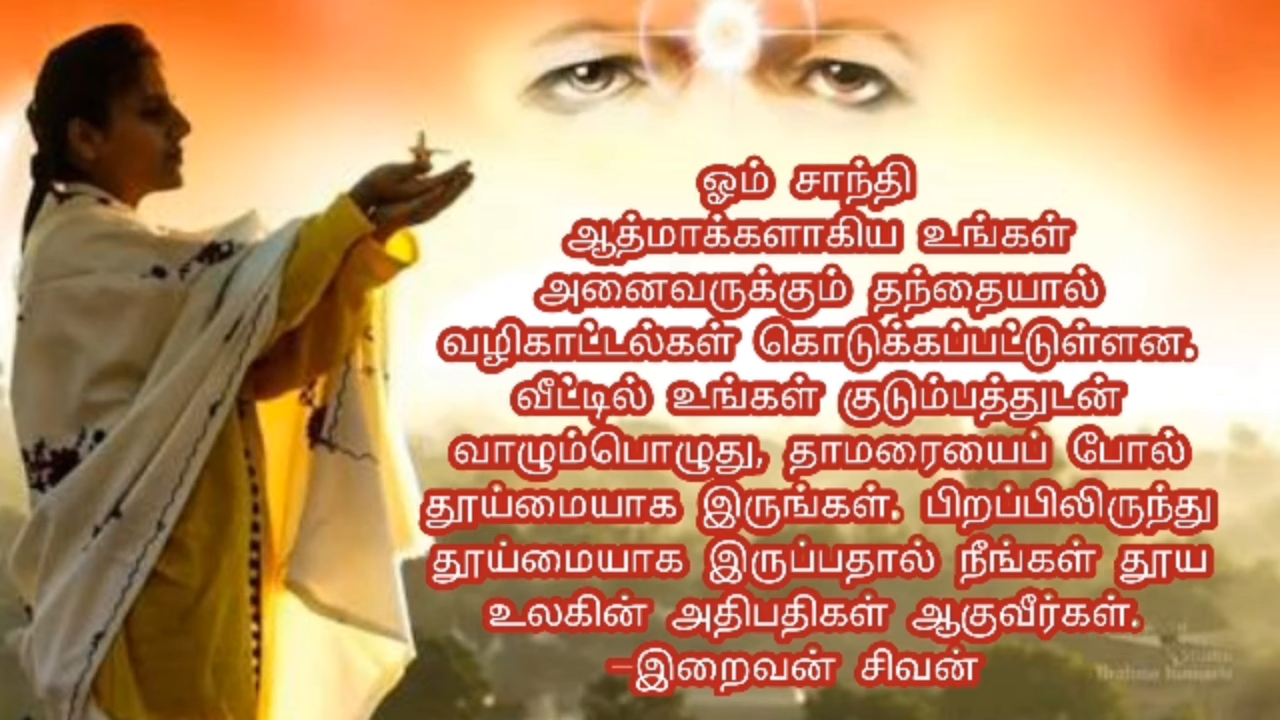 ஓம் சாந்தி
ஆத்மாக்களாகிய உங்கள்
அனைவருக்கும் தந்தையால்
வழிகாட்டல்கள் கொடுக்கப்பட்டுள்ளன.
வீட்டில் உங்கள் குடும்பத்துடன்
வாழும்பொழுது, தாமரையைப் போல்
தூய்மையாக இருங்கள். பிறப்பிலிருந்து
தூய்மையாக இருப்பதால் நீங்கள் தூய
உலகின் அதிபதிகள் ஆகுவீர்கள்.
-இறைவன் சிவன்